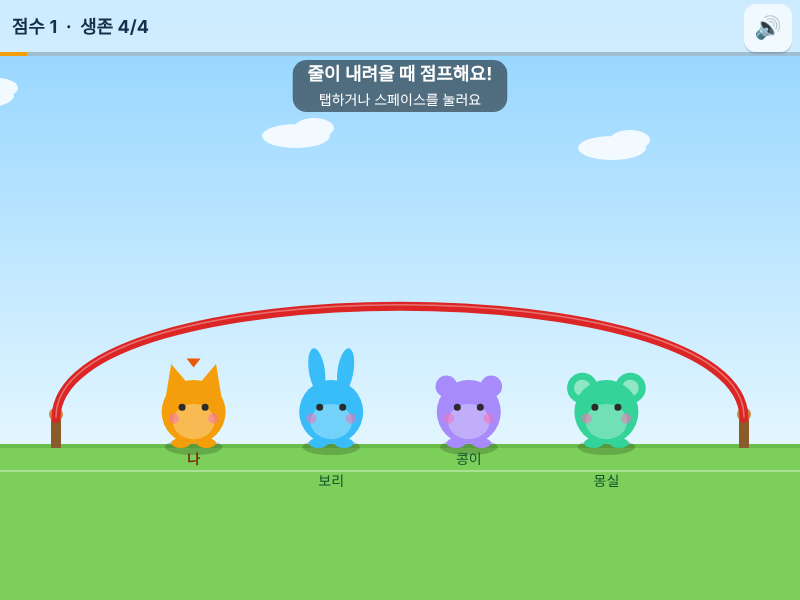 점수 1 · 생존 4/4
줄이 내려올 때 점프해요!
탭하거나 스페이스를 눌러요
나
콩이
보리
몽실